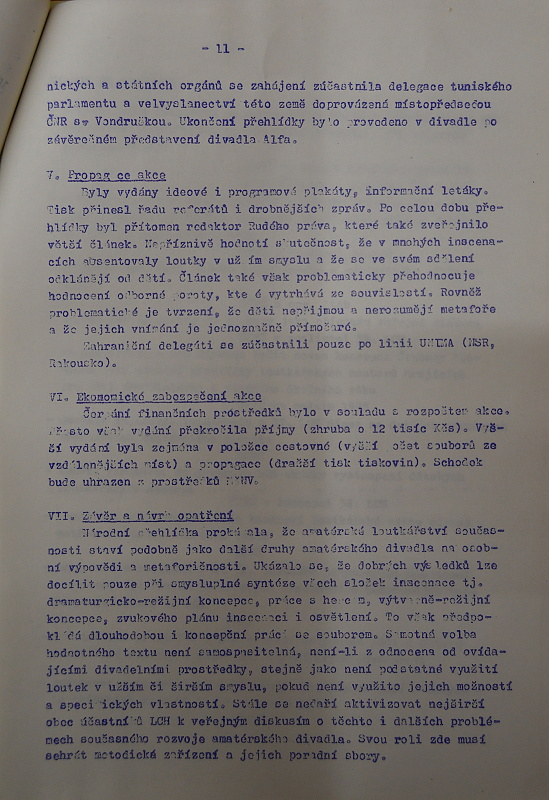 - 11 -
nických a státních orgánů se zahájení zúčastnila delegace tuniského
parlamentu a velvyslanectví této země doprovázená místopředsedou
ČNR s. Vondruškou. Ukončení přehlídky bylo provedeno v divadle po
závěrečném představení divadla Alfa.
V. Propagace akce
Byly vydány ideové i programové plakáty, informační letáky.
Tisk přinesl řadu referátů i drobnějších zpráv. Po celou dobu pře-
hlídky byl přítomen redaktor Rudého práva, které také zveřejnilo
větší článek. Nepříznivě hodnotí skutečnost, že v mnohých inscena-
cích absentovaly loutky v užším smyslu a že se ve svém sdělení
odklánějí od dětí. Článek také však problematicky přehodnocuje
hodnocení odborné poroty, které vytrhává ze souvislostí. Rovněž
problematické je tvrzení, že děti nepřijmou a nerozumějí metafoře
a že jejich vnímání je jednoznačně přímočaré.
Zahraniční delegáti se zúčastnili pouze po linii UNIMA (NSR,
Rakousko).
VI. Ekonomické zabezpečení akce
Čerpání finančních prostředků bylo v souladu s rozpočtem akce.
Přesto však vydání překročila příjmy (zhruba o 12 tisíc Kčs). Vyš-
ší vydání byla zejména v položce cestovné (vyšší počet souborů ze
vzdálenějších míst) a propagace (dražší tisk tiskovin). Schodek
bude uhrazen z prostředků
VII. Závěr a návrh opatření
Národní přehlídka prokázala, že amatérské loutkářství součas-
nosti staví podobně jako další druhy amatérského divadla na osob-
ní výpovědi a metaforičnosti. Ukázalo se, že dobrých výsledků lze
docílit pouze při smysluplné syntéze všech složek inscenace tj.
dramaturgicko-režijní koncepce, práce s hercem, výtvarně-režijní
koncepce, zvukového plánu inscenaci i osvětlení. To však předpo-
kládá dlouhodobou i koncepční práci se souborem. Samotná volba
hodnotného textu není samospasitelná, není-li z odnocena od ovída-
jícími divadelními prostředky, stejně jako není podstatné využití
loutek v užším či širším smyslu, pokud není využito jejich možností
a specifických vlastností. Stále se nedaří aktivizovat nejširší
obec účastníků LCH k veřejným diskusím o těchto i dalších problé-
mech současného rozvoje amatérského divadla. Svou roli zde musí
sehrát metodická zařízení a jejich poradní sbory.